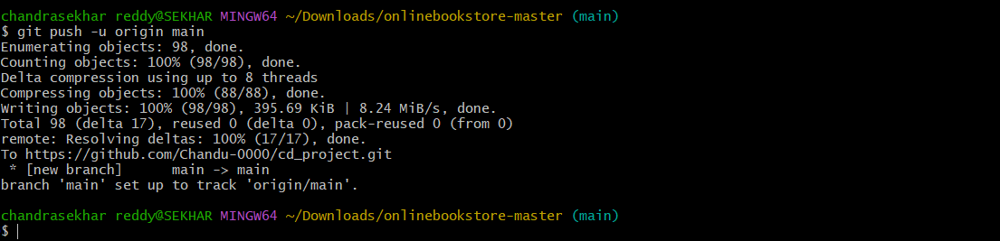 chandrasekhar reddy@SEKHAR MINGW64 ~/Downloads/onlinebookstore-master (main)
$ git push -u origin main
Enumerating objects: 98, done.
Counting objects: 100% (98/98), done.
Delta compression using up to 8 threads
Compressing objects: 100% (88/88), done.
Writing objects: 100% (98/98), 395.69 KiB | 8.24 MiB/s, done.
Total 98 (delta 17), reused 0 (delta 0), pack-reused 0 (from 0)
remote: Resolving deltas: 100% (17/17), done.
To https://github.com/Chandu-0000/cd_project.git
 * [new branch]      main -> main
branch 'main' set up to track 'origin/main'.
chandrasekhar reddy@SEKHAR MINGW64 ~/Downloads/onlinebookstore-master (main)
$